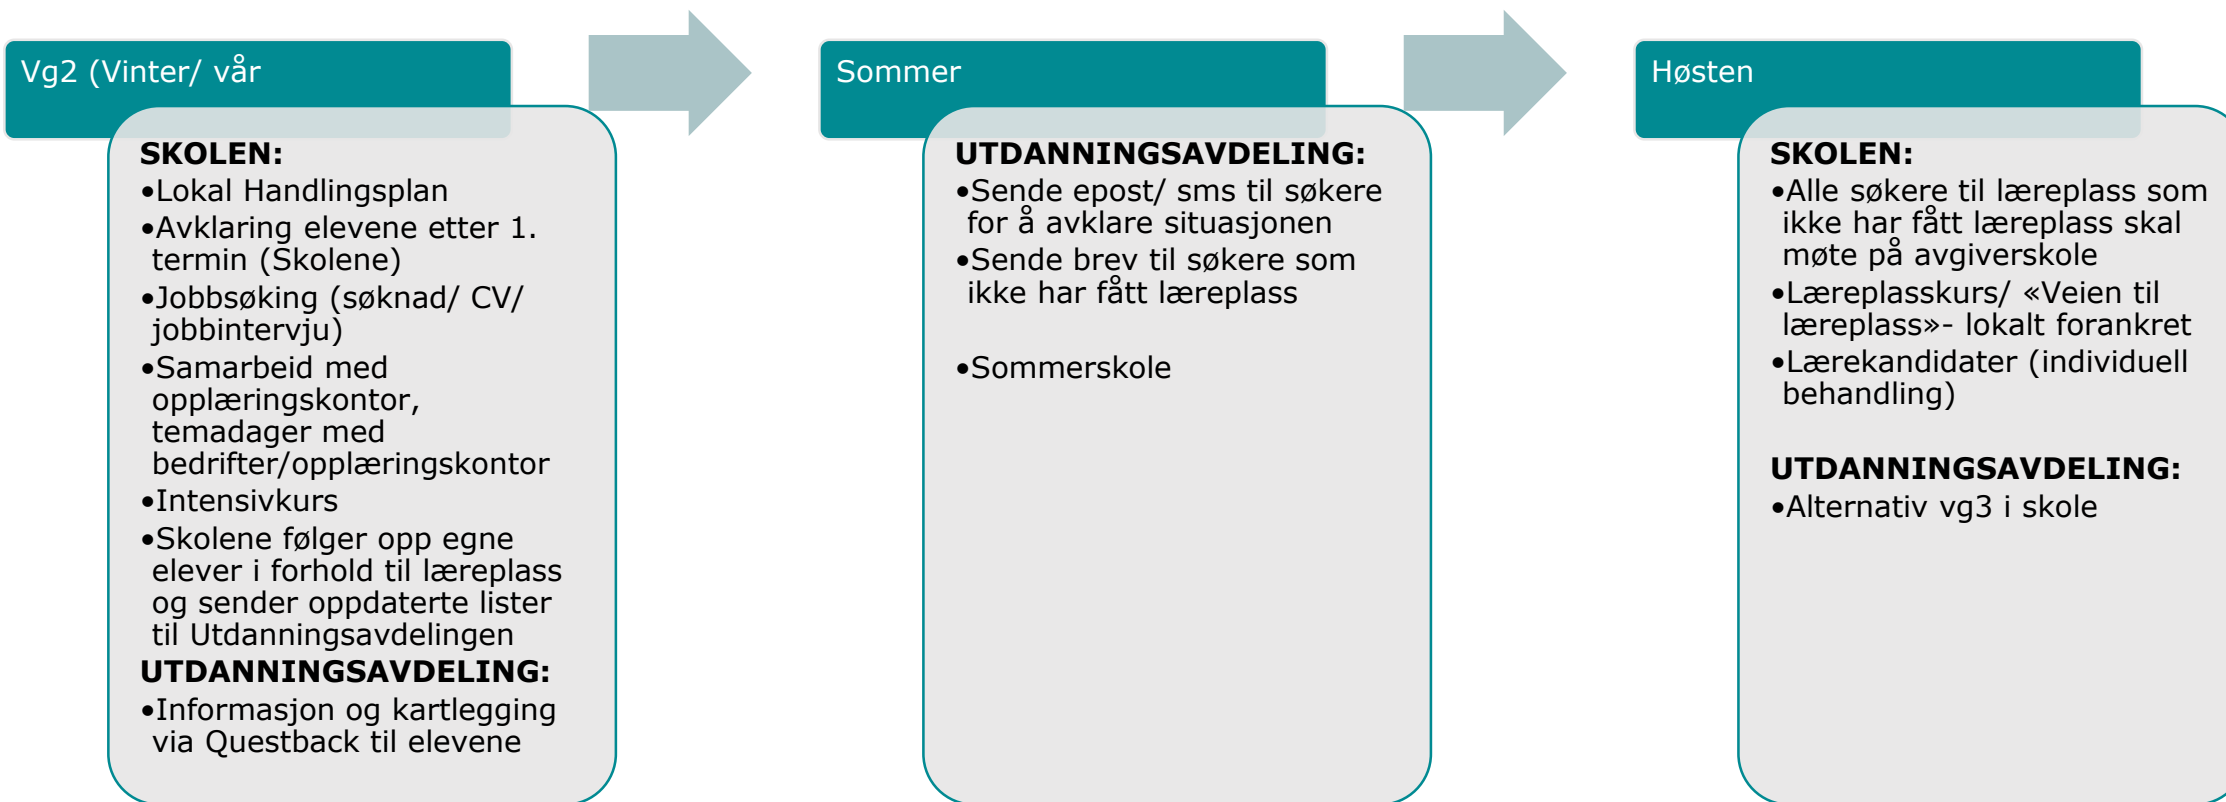 Vg2 (Vinter/ vår
SKOLEN:
•Lokal Handlingsplan
•Avklaring elevene etter 1.
termin (Skolene)
•Jobbsøking (søknad/ CV/
jobbintervju)
•Samarbeid med
opplæringskontor,
temadager med
bedrifter/opplæringskontor
•Intensivkurs
•Skolene følger opp egne
elever i forhold til læreplass
og sender oppdaterte lister
til Utdanningsavdelingen
UTDANNINGSAVDELING:
•Informasjon og kartlegging
via Questback til elevene
Sommer
UTDANNINGSAVDELING:
•Sende epost/ sms til søkere
for å avklare situasjonen
•Sende brev til søkere som
ikke har fått læreplass
•Sommerskole
Høsten
SKOLEN:
•Alle søkere til læreplass som
ikke har fått læreplass skal
møte på avgiverskole
•Læreplasskurs/ «Veien til
læreplass»- lokalt forankret
•Lærekandidater (individuell
behandling)
UTDANNINGSAVDELING:
•Alternativ vg3 i skole